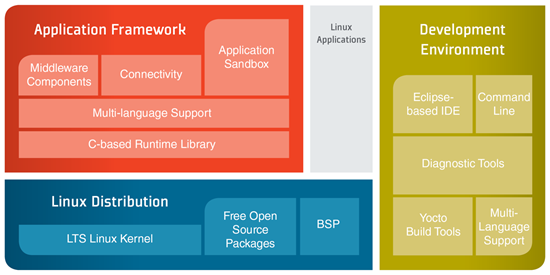 Application Framework
Middleware
Components
Connectivity
Application
Sandbox
Multi-language Support
C-based Runtime Library
Linux
Applications
Linux Distribution
LTS Linux Kernel
Free Open
Source
Packages
BSP
Development
Environment
Eclipse-
based IDE
Command
Line
Diagnostic Tools
Yocto
Build Tools
Multi-
Language
Support